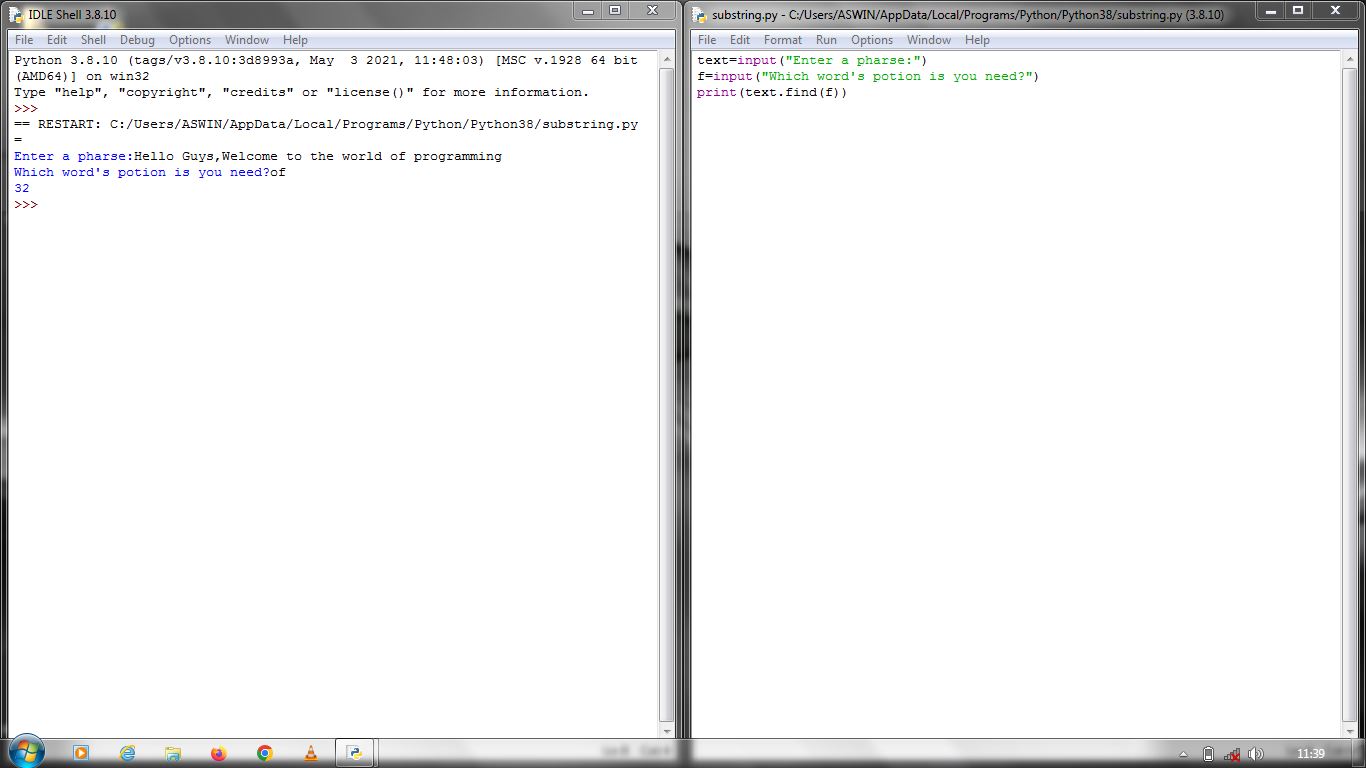 IDLE Shell 3.8.10
File Edit Shell Debug Options Window Help
Python 3.8.10 (tags/v3.8.10:3d8993a, May  3 2021, 11:48:03) [MSC v.1928 64 bit
(AMD64)] on win32
Type "help", "copyright", "credits" or "license()" for more information.
>>>
== RESTART: C:/Users/ASWIN/AppData/Local/Programs/Python/Python38/substring.py
=
Enter a pharse:Hello Guys,Welcome to the world of programming
Which word's potion is you need?of
32
>>>
substring.py - C:/Users/ASWIN/AppData/Local/Programs/Python/Python38/substring.py (3.8.10)
File Edit Format Run Options Window Help
text=input("Enter a pharse:")
f=input("Which word's potion is you need?")
print(text.find(f))
11:39